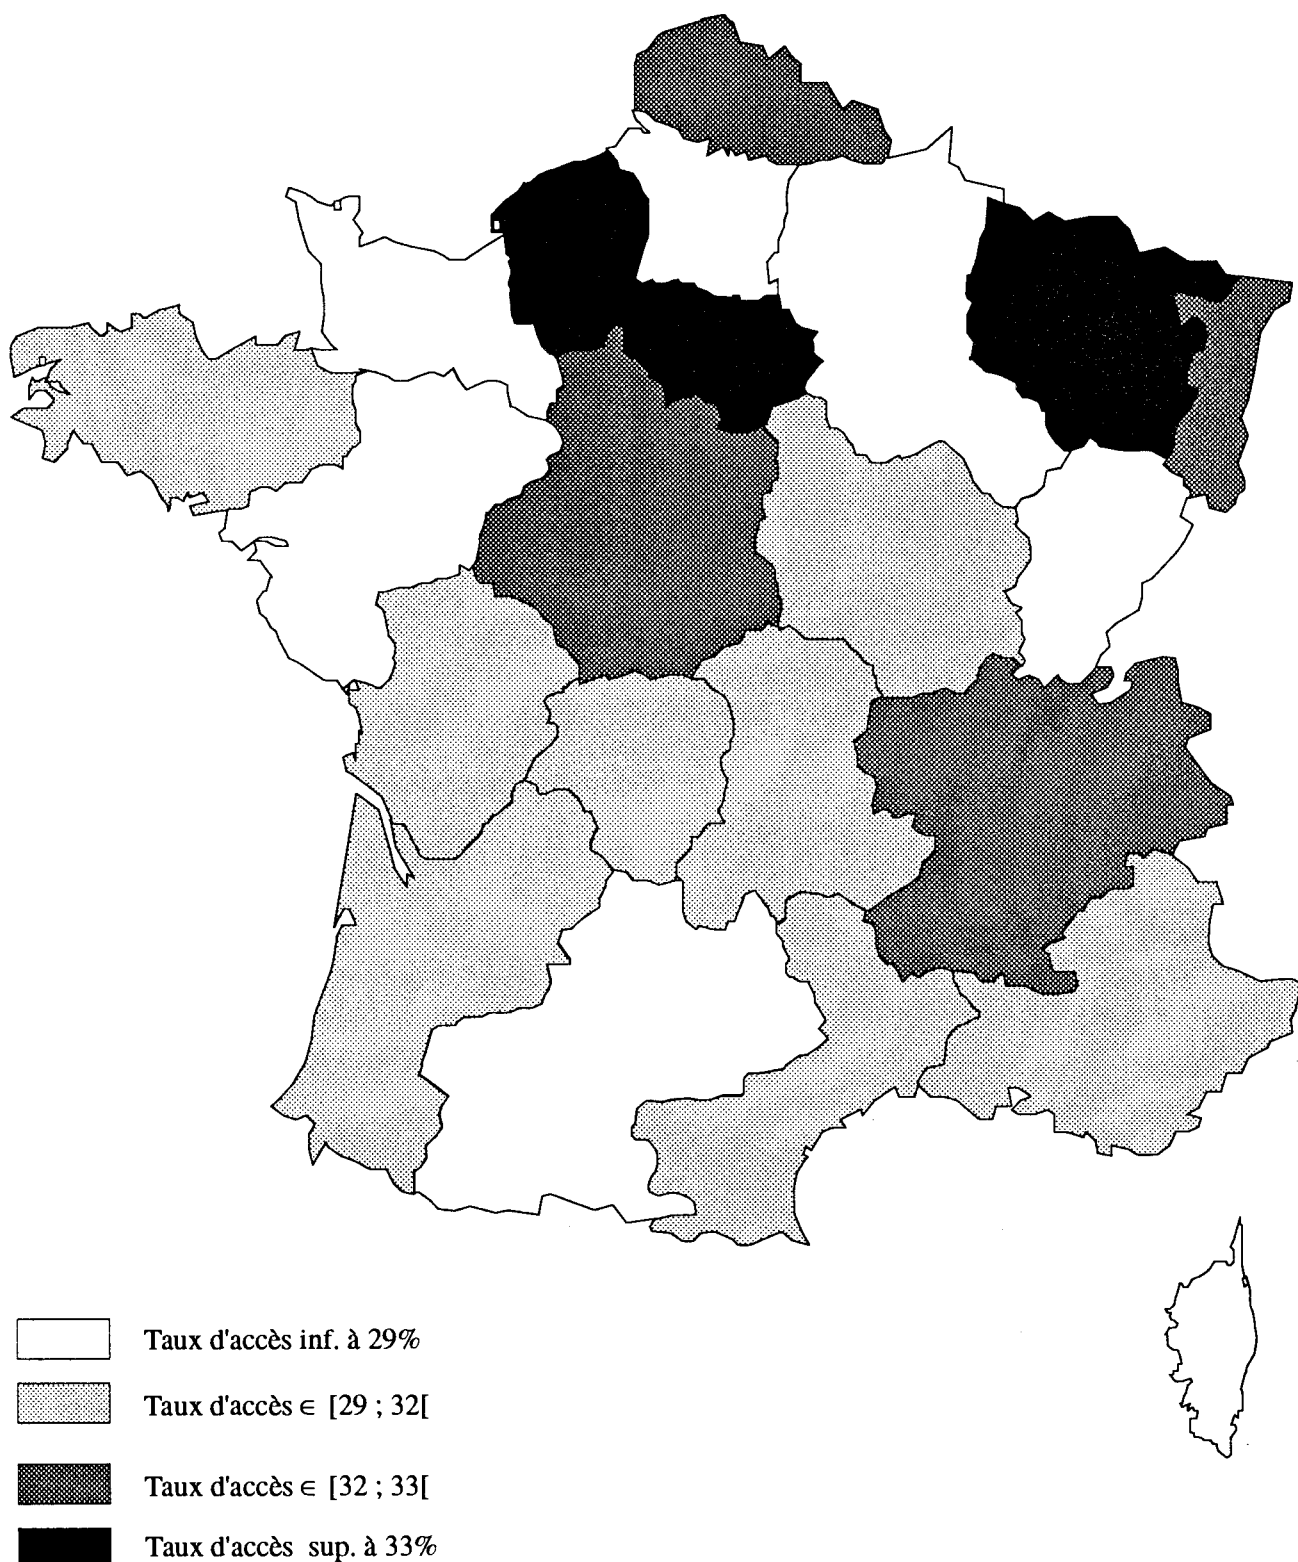 Taux d'accès inf. à 29%
Taux d'accès ∈ [29 ; 32[
Taux d'accès ∈ [32 ; 33[
Taux d'accès sup. à 33%